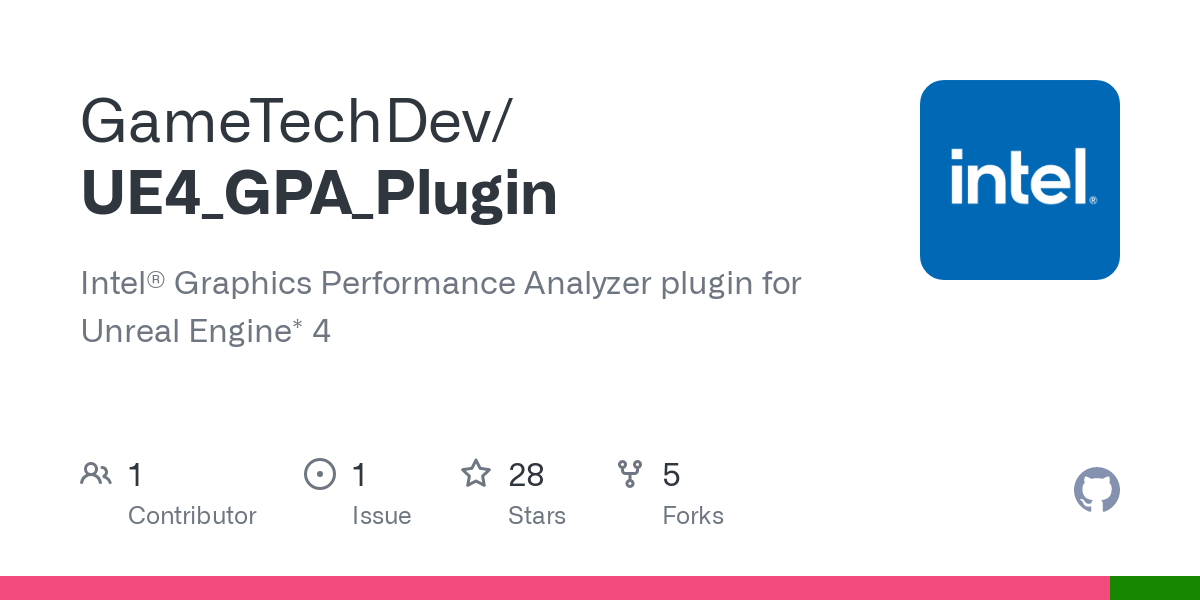 GameTechDev/
UE4_GPA_Plugin
intel®
Intel® Graphics Performance Analyzer plugin for
Unreal Engine* 4
1
Contributor
1
Issue
28
Stars
5
Forks